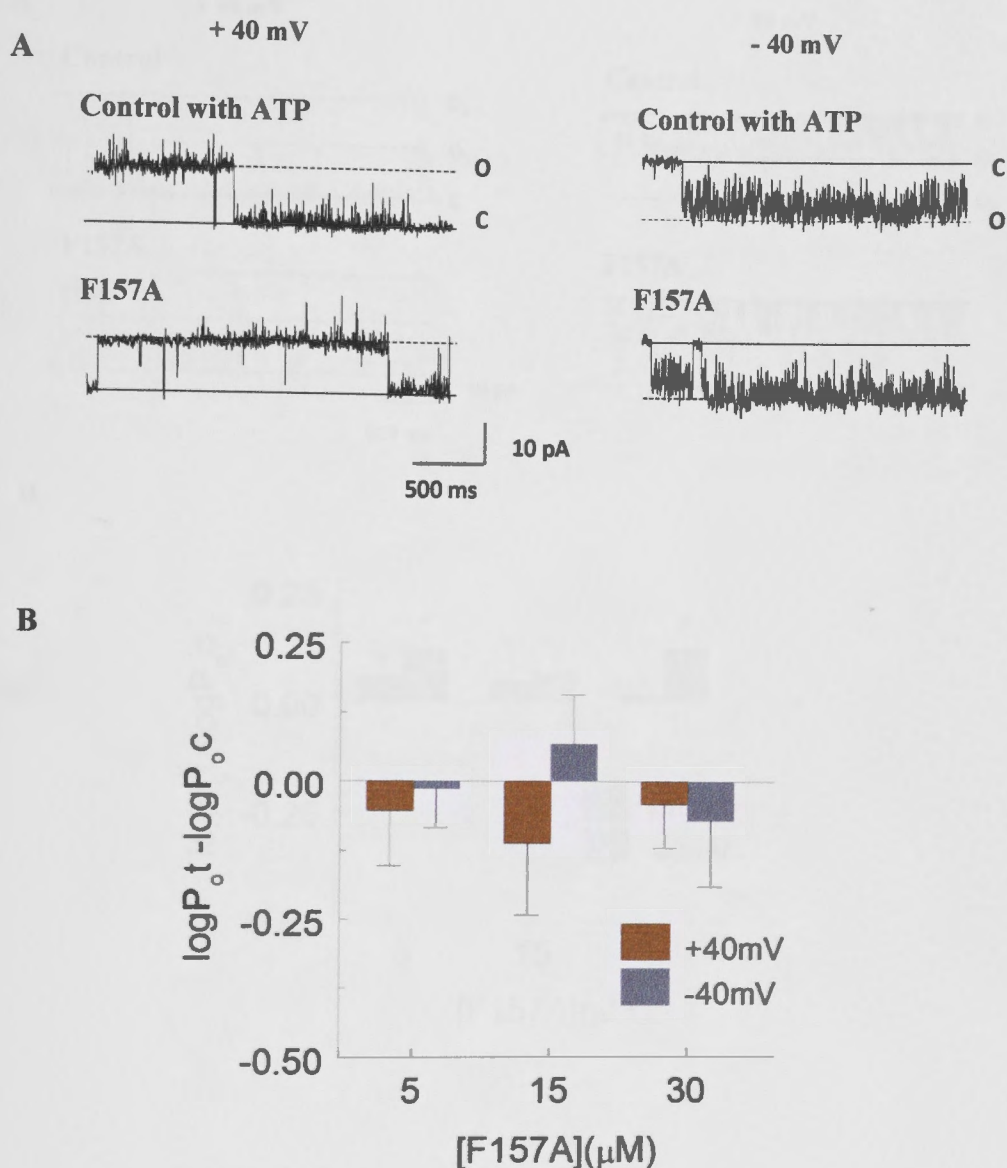 A
+ 40 mV
- 40 mV
Control with ATP
O
C
Control with ATP
C
O
F157A
F157A
10 pA
500 ms
B
0.25
0.00
-0.25
-0.50
logPₒt -logPₒc
+40mV
-40mV
5 15 30
[F157A](μM)